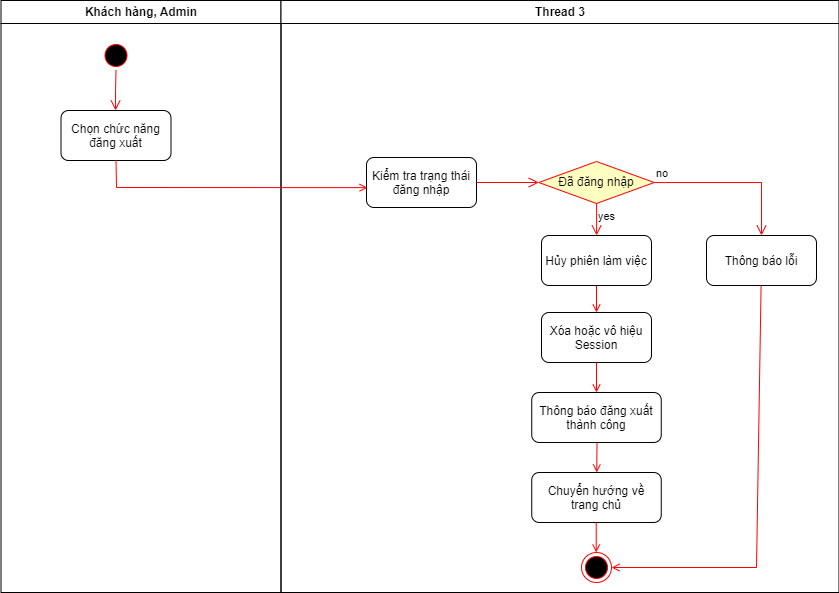 Khách hàng, Admin
Thread 3
Chọn chức năng
đăng xuất
Kiểm tra trạng thái
đăng nhập
Đã đăng nhập
no
yes
Hủy phiên làm việc
Thông báo lỗi
Xóa hoặc vô hiệu
Session
Thông báo đăng xuất
thành công
Chuyển hướng về
trang chủ